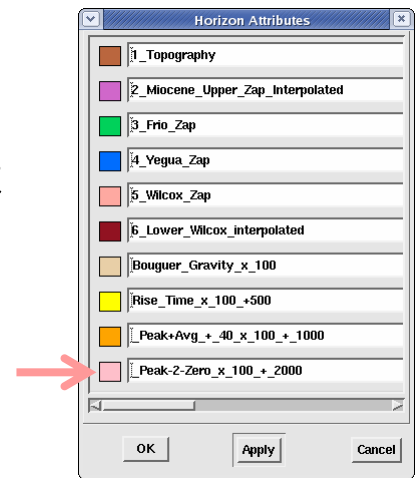 Horizon Attributes
1_Topography
2_Miocene_Upper_Zap_Interpolated
3_Frio_Zap
4_Yegua_Zap
5_Wilcox_Zap
6_Lower_Wilcox_interpolated
Bouguer_Gravity_x_100
Rise_Time_x_100_+500
_Peak+Avg_+_40_x_100_+_1000
_Peak-2-Zero_x_100_+_2000
OK Apply Cancel